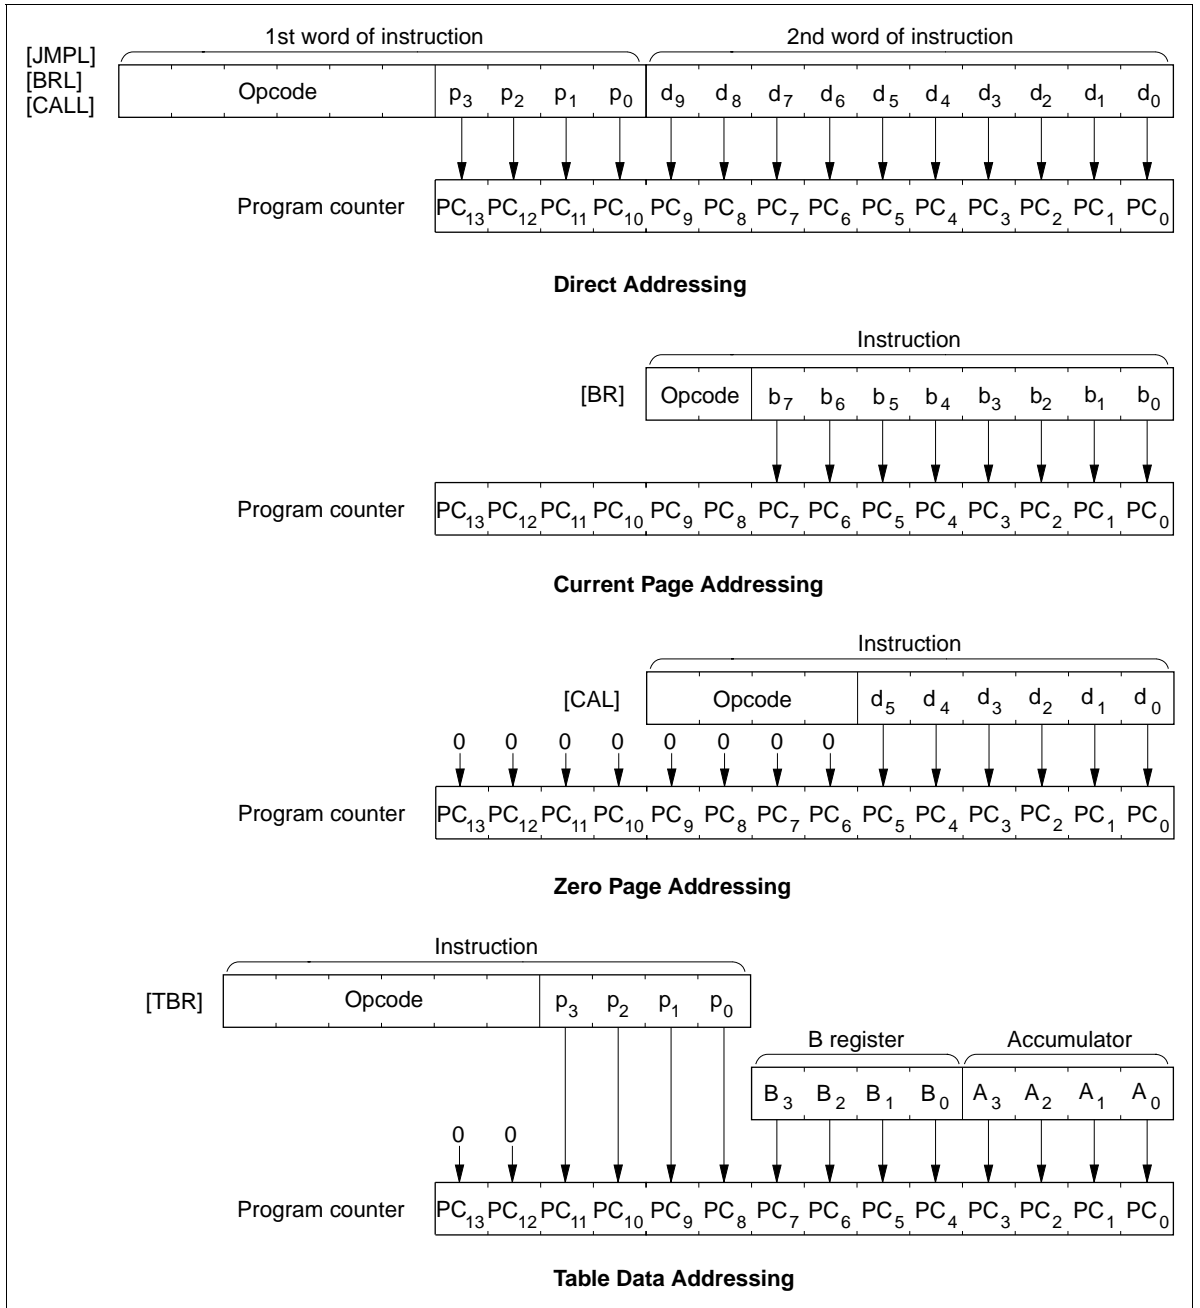 1st word of instruction 2nd word of instruction
[JMPL]
[BRL]
[CALL]
Opcode p3 p2 p1 p0 d9 d8 d7 d6 d5 d4 d3 d2 d1 d0
Program counter PC13 PC12 PC11 PC10 PC9 PC8 PC7 PC6 PC5 PC4 PC3 PC2 PC1 PC0
Direct Addressing
Instruction
[BR] Opcode b7 b6 b5 b4 b3 b2 b1 b0
Program counter PC13 PC12 PC11 PC10 PC9 PC8 PC7 PC6 PC5 PC4 PC3 PC2 PC1 PC0
Current Page Addressing
Instruction
[CAL] Opcode d5 d4 d3 d2 d1 d0
0 0 0 0 0 0 0 0
Program counter PC13 PC12 PC11 PC10 PC9 PC8 PC7 PC6 PC5 PC4 PC3 PC2 PC1 PC0
Zero Page Addressing
Instruction
[TBR] Opcode p3 p2 p1 p0
B register Accumulator
B3 B2 B1 B0 A3 A2 A1 A0
0 0
Program counter PC13 PC12 PC11 PC10 PC9 PC8 PC7 PC6 PC5 PC4 PC3 PC2 PC1 PC0
Table Data Addressing